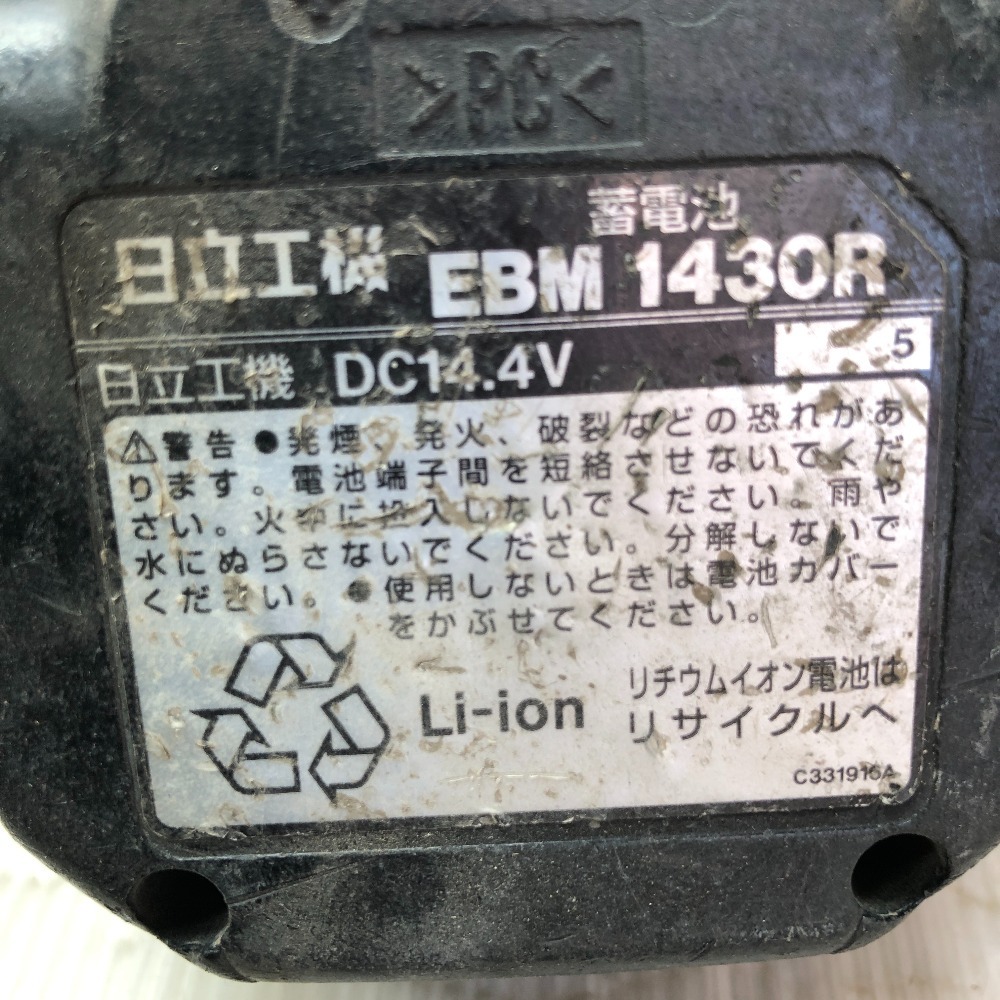 >PC<
蓄電池
日立工機 EBM 1430R
5
日立工機 DC14.4V
⚠警告 ●発煙、発火、破裂などの恐れがあ
ります。電池端子間を短絡させないでくだ
さい。火中に投入しないでください。雨や
水にぬらさないでください。分解しないで
ください。●使用しないときは電池カバー
をかぶせてください。
Li-ion
リチウムイオン電池は
リサイクルへ
C331916A